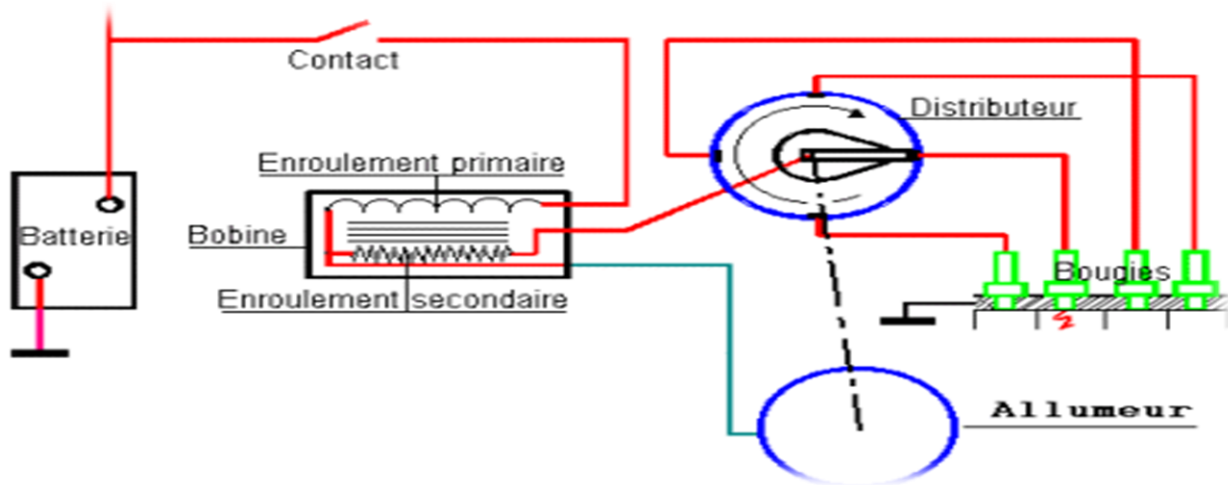 Contact
Distributeur
Enroulement primaire
Batterie
Bobine
Bougies
Enroulement secondaire
Allumeur